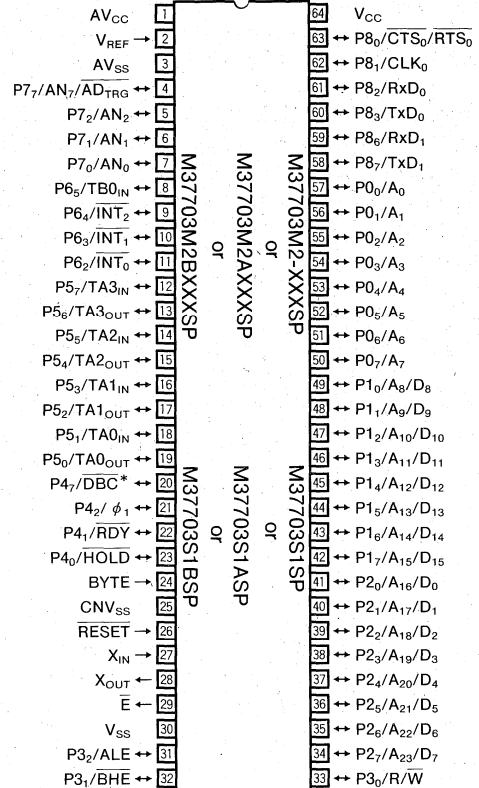 AVCC 1 64 VCC
VREF → 2 63 ↔ P80/CTS0/RTS0
AVSS 3 62 ↔ P81/CLK0
P77/AN7/ADTRG ↔ 4 61 ↔ P82/RxD0
P72/AN2 ↔ 5 60 ↔ P83/TxD0
P71/AN1 ↔ 6 59 ↔ P86/RxD1
P70/AN0 ↔ 7 58 ↔ P87/TxD1
P65/TB0IN ↔ 8 57 ↔ P00/A0
P64/INT2 ↔ 9 56 ↔ P01/A1
P63/INT1 ↔ 10 55 ↔ P02/A2
P62/INT0 ↔ 11 54 ↔ P03/A3
P57/TA3IN ↔ 12 53 ↔ P04/A4
P56/TA3OUT ↔ 13 52 ↔ P05/A5
P55/TA2IN ↔ 14 51 ↔ P06/A6
P54/TA2OUT ↔ 15 50 ↔ P07/A7
P53/TA1IN ↔ 16 49 ↔ P10/A8/D8
P52/TA1OUT ↔ 17 48 ↔ P11/A9/D9
P51/TA0IN ↔ 18 47 ↔ P12/A10/D10
P50/TA0OUT ↔ 19 46 ↔ P13/A11/D11
P47/DBC* ↔ 20 45 ↔ P14/A12/D12
P42/ϕ1 ↔ 21 44 ↔ P15/A13/D13
P41/RDY ↔ 22 43 ↔ P16/A14/D14
P40/HOLD ↔ 23 42 ↔ P17/A15/D15
BYTE → 24 41 ↔ P20/A16/D0
CNVSS 25 40 ↔ P21/A17/D1
RESET → 26 39 ↔ P22/A18/D2
XIN → 27 38 ↔ P23/A19/D3
XOUT ← 28 37 ↔ P24/A20/D4
E ← 29 36 ↔ P25/A21/D5
VSS 30 35 ↔ P26/A22/D6
P32/ALE ↔ 31 34 ↔ P27/A23/D7
P31/BHE ↔ 32 33 ↔ P30/R/W
M37703M2-XXXSP
or
M37703M2AXXXSP
or
M37703M2BXXXSP
M37703S1SP
or
M37703S1ASP
or
M37703S1BSP